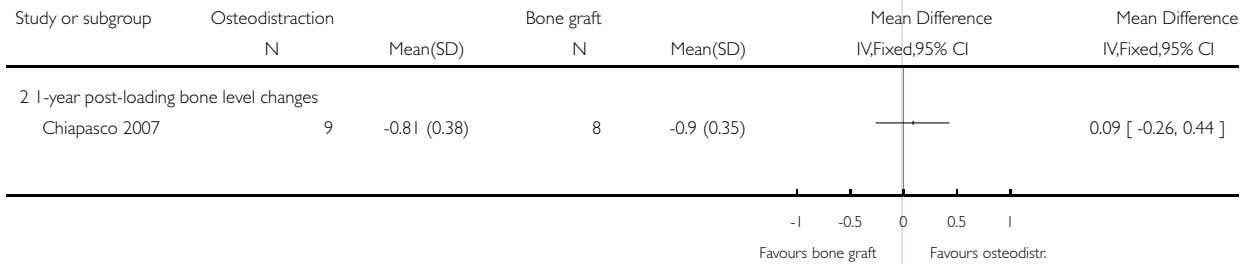 Study or subgroup Osteodistraction Bone graft Mean Difference Mean Difference
N Mean(SD) N Mean(SD) IV,Fixed,95% CI IV,Fixed,95% CI
2 1-year post-loading bone level changes
Chiapasco 2007 9 -0.81 (0.38) 8 -0.9 (0.35) 0.09 [ -0.26, 0.44 ]
-1 -0.5 0 0.5 1
Favours bone graft Favours osteodistr.